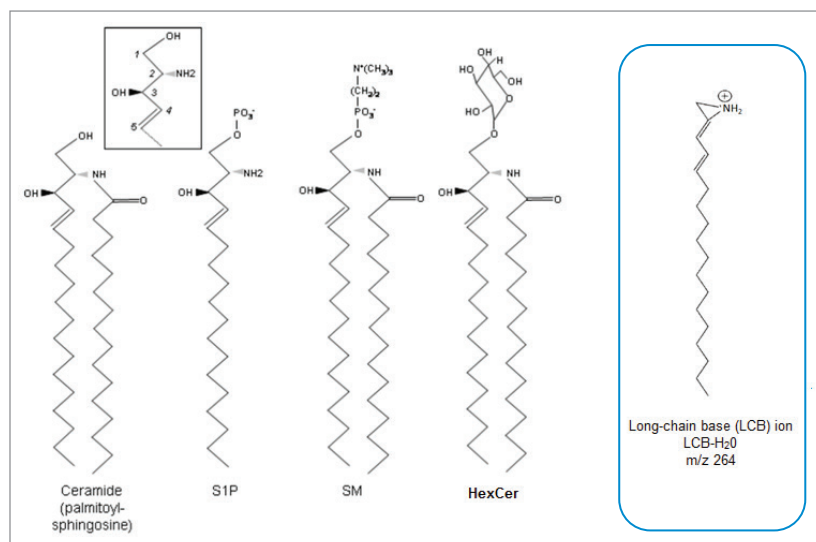 OH
1
2
NH2
OH
3
4
5
OH
NH
OH
O
PO₃⁻
O
NH2
OH
N⁺(CH₃)₃
(CH₂)₂
PO₃⁻
O
NH
OH
O
OH
H
HO
OH
HO
O
HO
O
NH
OH
O
⊕
NH₂
Ceramide
(palmitoyl-
sphingosine)
S1P
SM
HexCer
Long-chain base (LCB) ion
LCB-H₂0
m/z 264